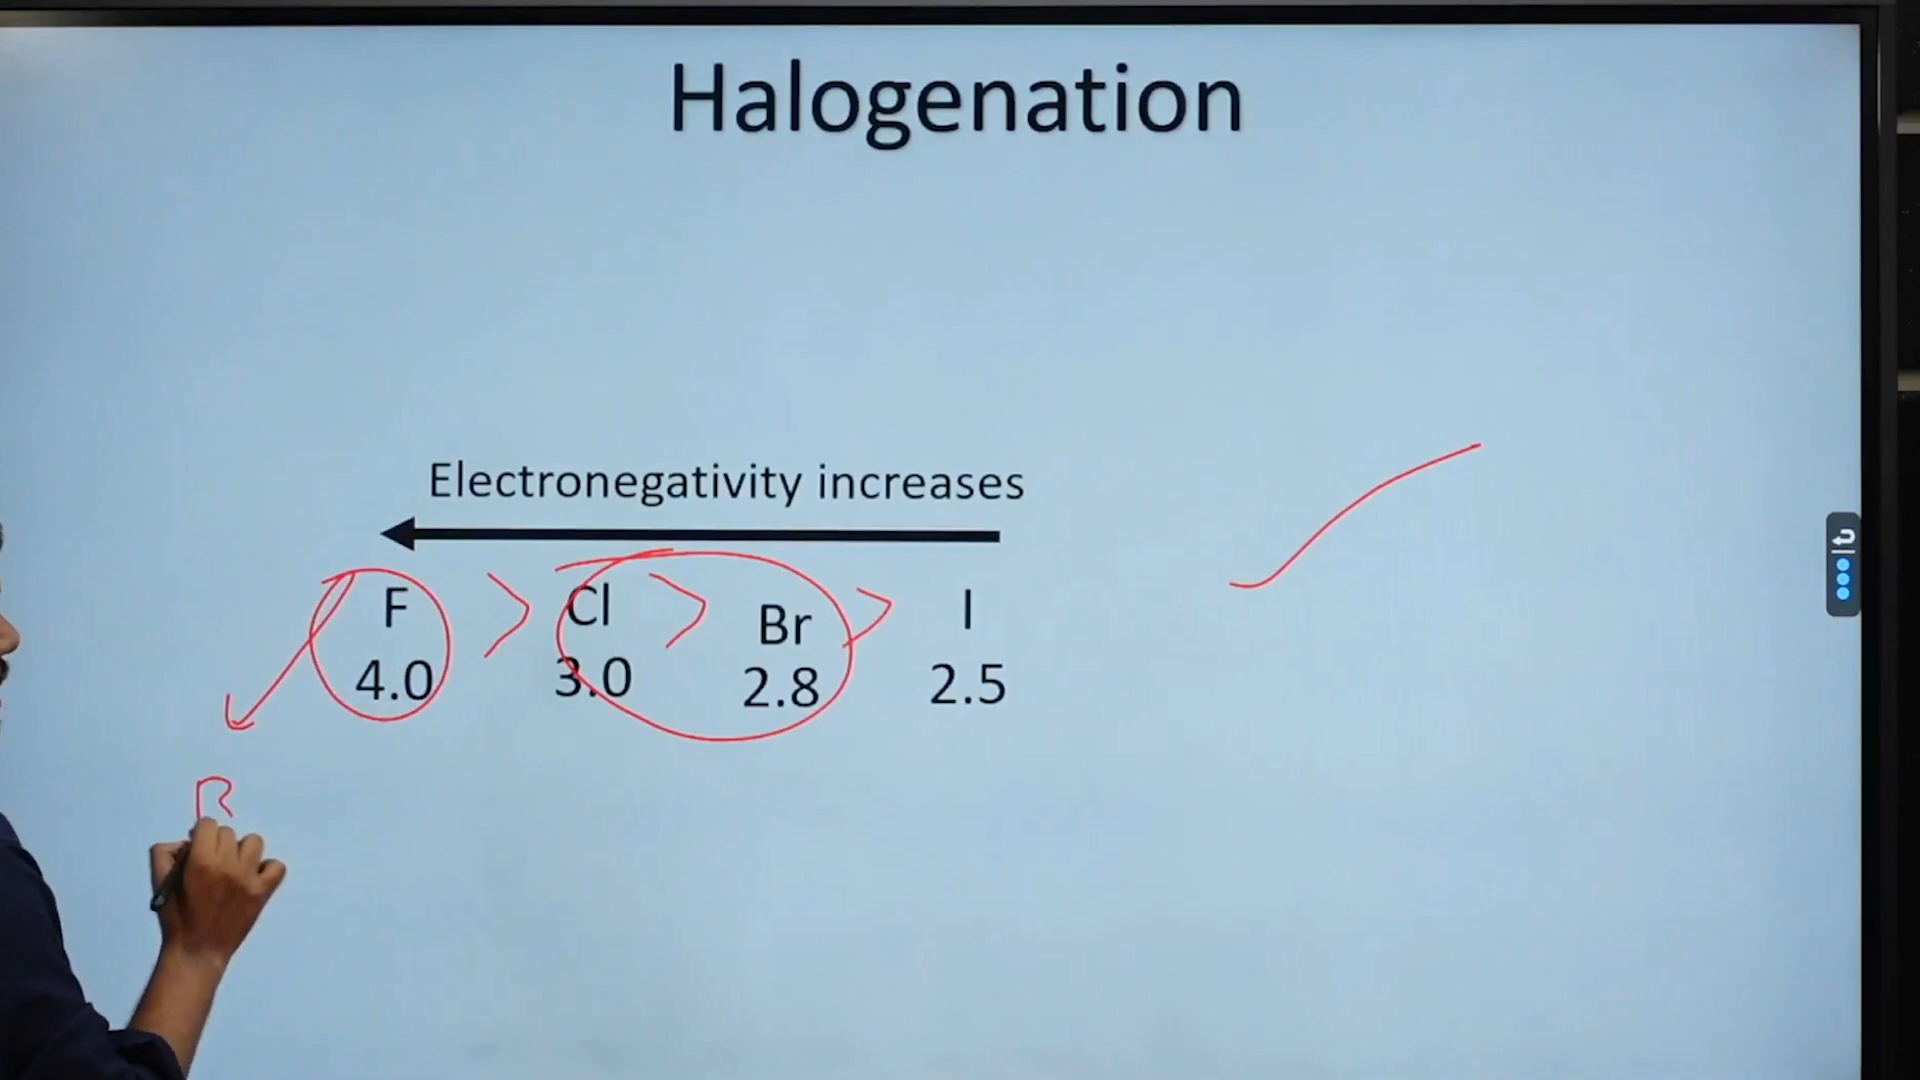 Halogenation
Electronegativity increases
F > Cl > Br > I
4.0 3.0 2.8 2.5
R